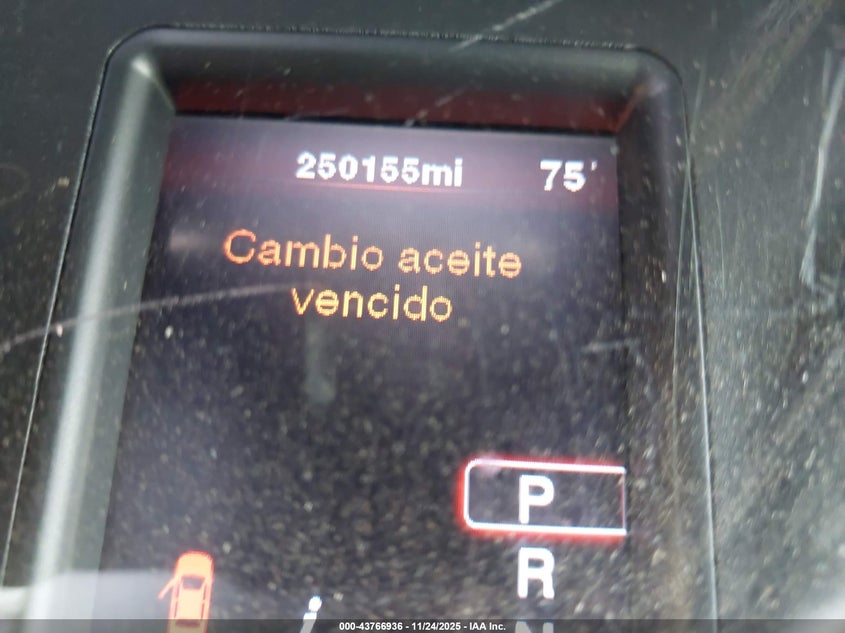 250155mi 75'
Cambio aceite
vencido
P
R
N
i
000-43766936 - 11/24/2025 - IAA Inc.